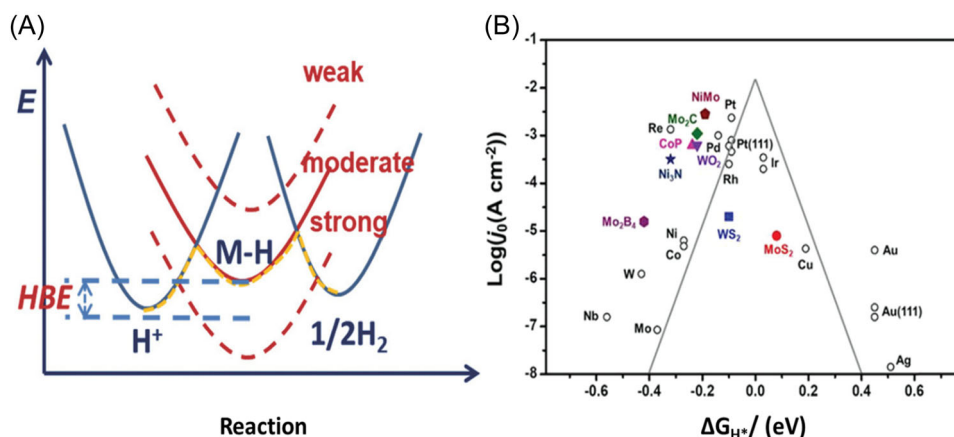 (A)
E
weak
moderate
strong
M-H
HBE
H⁺
1/2H₂
Reaction
(B)
Log(j₀(A cm⁻²)
-1
-2
-3
-4
-5
-6
-7
-8
NiMo
Pt
Mo₂C
Re
Pd
Pt(111)
CoP
WO₂
Ir
Ni₃N
Rh
Mo₃B₄
WS₂
Ni
MoS₂
Co
Cu
Au
W
Nb
Au(111)
Mo
Ag
-0.6 -0.4 -0.2 0.0 0.2 0.4 0.6
ΔG_H*/ (eV)